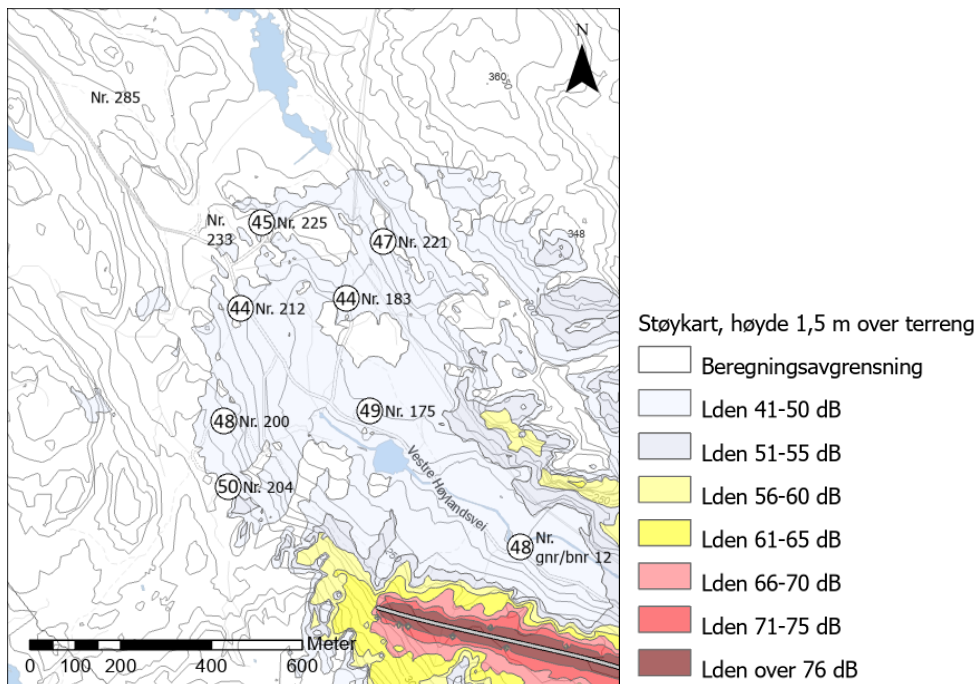 N
360
Nr. 285
Nr.
233
45 Nr. 225
47 Nr. 221
348
44 Nr. 212
44 Nr. 183
48 Nr. 200
49 Nr. 175
Vestre Høylandsvei
50 Nr. 204
48 Nr.
gnr/bnr 12
Meter
0 100 200 400 600
Støykart, høyde 1,5 m over terreng
Beregningsavgrensning
Lden 41-50 dB
Lden 51-55 dB
Lden 56-60 dB
Lden 61-65 dB
Lden 66-70 dB
Lden 71-75 dB
Lden over 76 dB